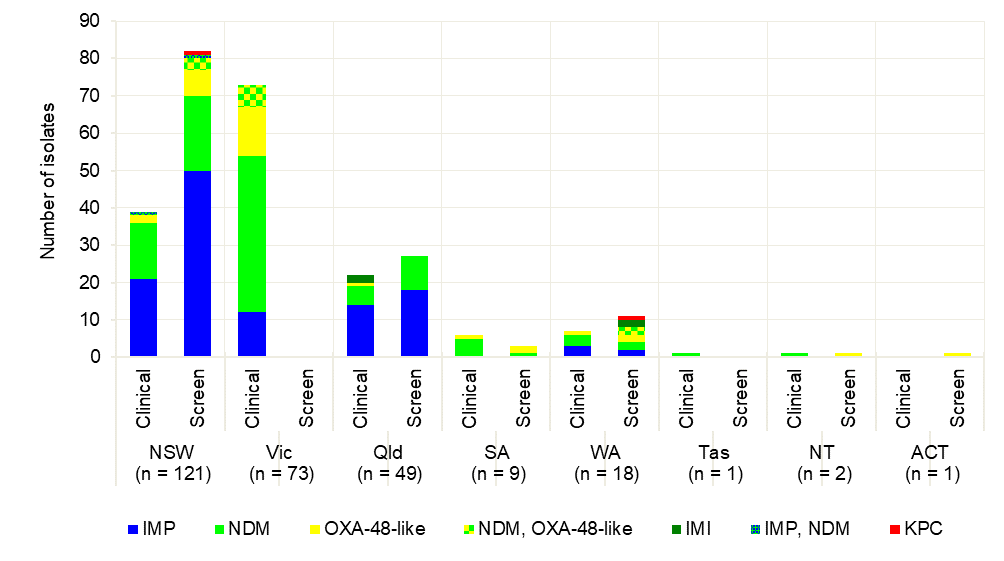 90
80
70
60
50
40
30
20
10
0
Number of isolates
Clinical Screen Clinical Screen Clinical Screen Clinical Screen Clinical Screen Clinical Screen Clinical Screen Clinical Screen
NSW Vic Qld SA WA Tas NT ACT
(n = 121) (n = 73) (n = 49) (n = 9) (n = 18) (n = 1) (n = 2) (n = 1)
IMP NDM OXA-48-like NDM, OXA-48-like IMI IMP, NDM KPC